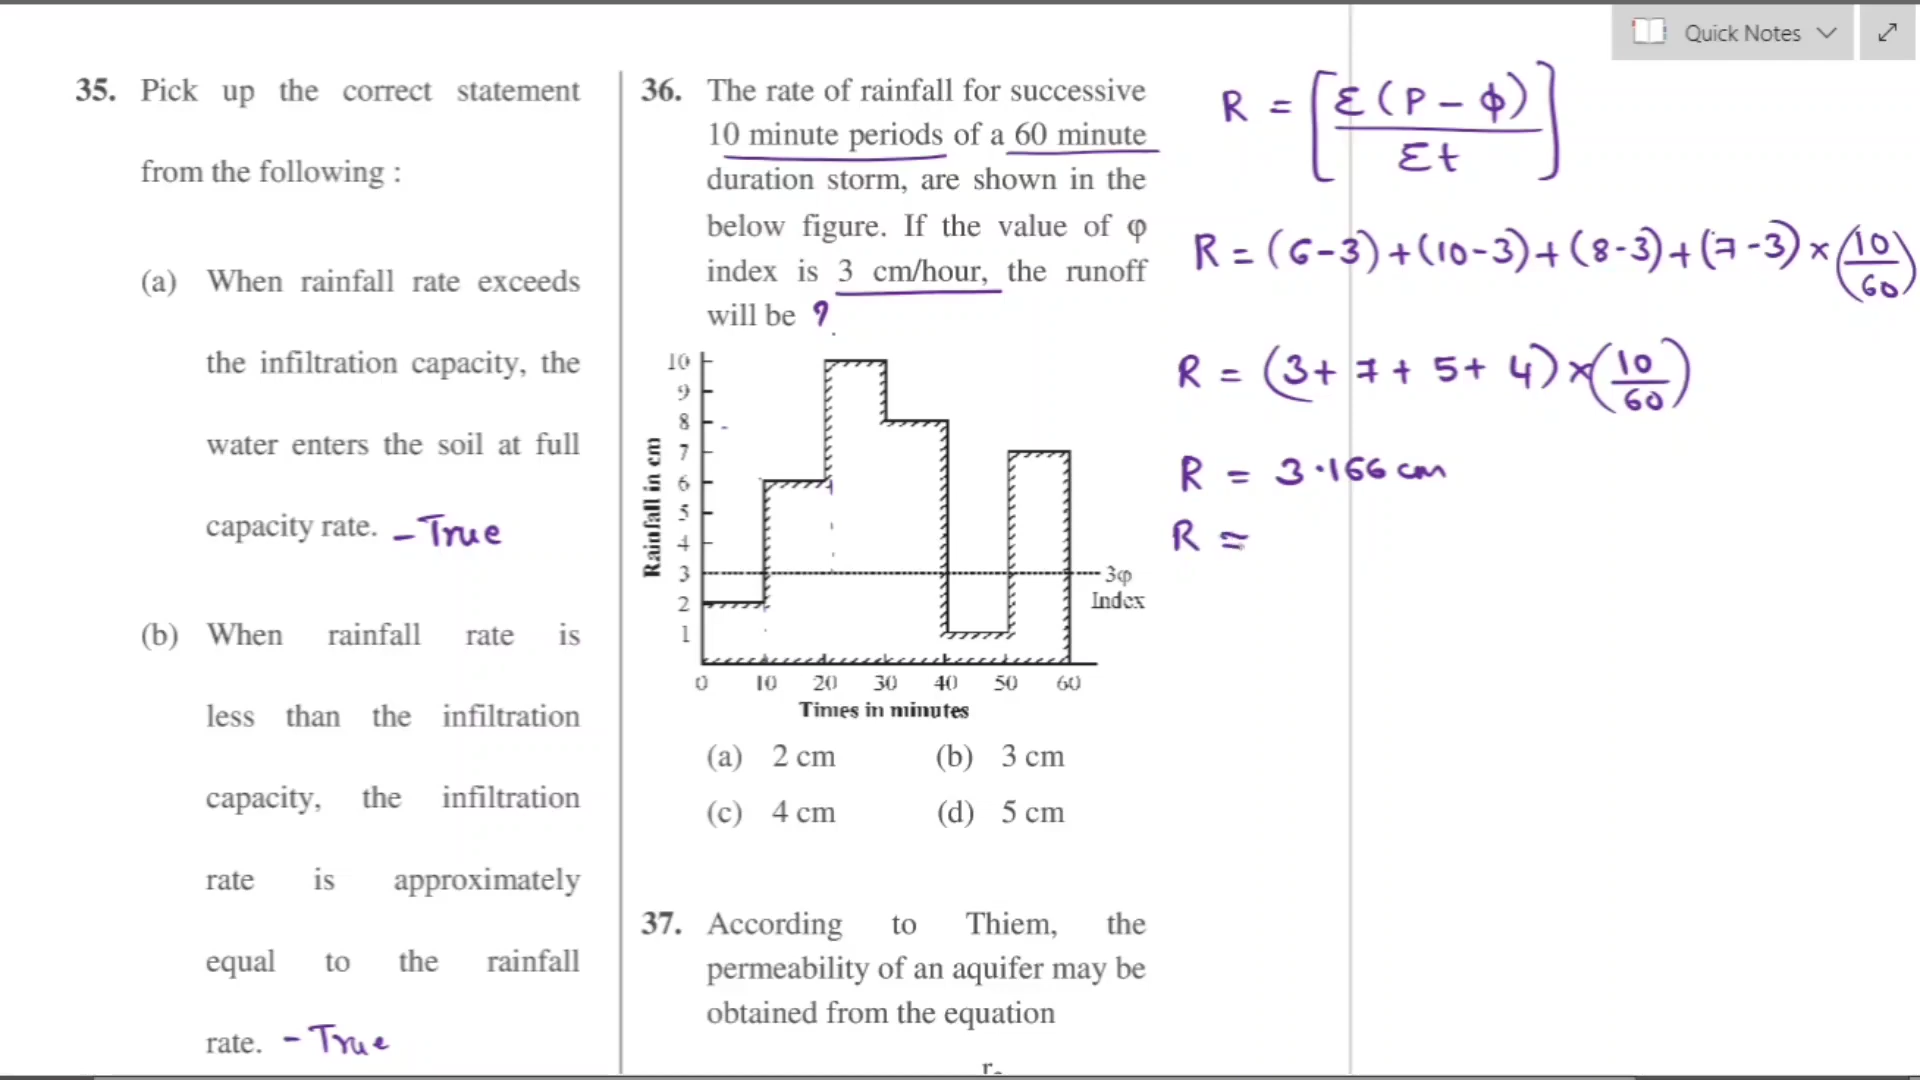 Quick Notes
35. Pick up the correct statement
from the following :
(a) When rainfall rate exceeds
the infiltration capacity, the
water enters the soil at full
capacity rate. - True
(b) When rainfall rate is
less than the infiltration
capacity, the infiltration
rate is approximately
equal to the rainfall
rate. - True
36. The rate of rainfall for successive
10 minute periods of a 60 minute
duration storm, are shown in the
below figure. If the value of φ
index is 3 cm/hour, the runoff
will be ?
Rainfall in cm
10
9
8
7
6
5
4
3
2
1
3φ
Index
0 10 20 30 40 50 60
Times in minutes
(a) 2 cm (b) 3 cm
(c) 4 cm (d) 5 cm
37. According to Thiem, the
permeability of an aquifer may be
obtained from the equation
R = [Σ(P - φ) / Σt]
R = (6-3)+(10-3)+(8-3)+(7-3)×(10/60)
R = (3+7+5+4)×(10/60)
R = 3.166 cm
R ≈